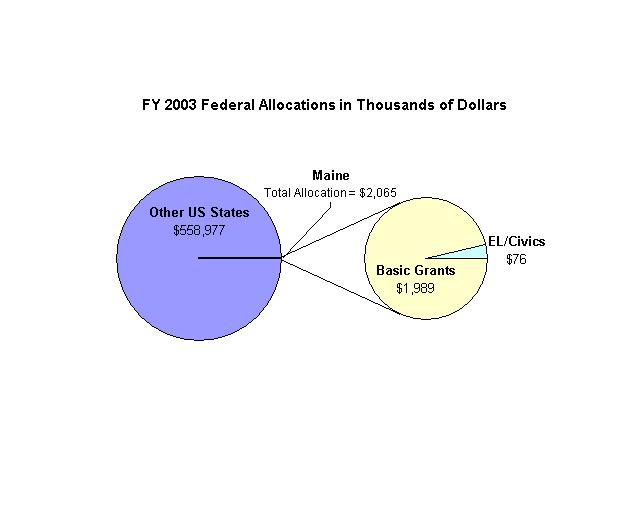 FY 2003 Federal Allocations in Thousands of Dollars
Maine
Total Allocation = $2,065
Other US States
$558,977
EL/Civics
$76
Basic Grants
$1,989